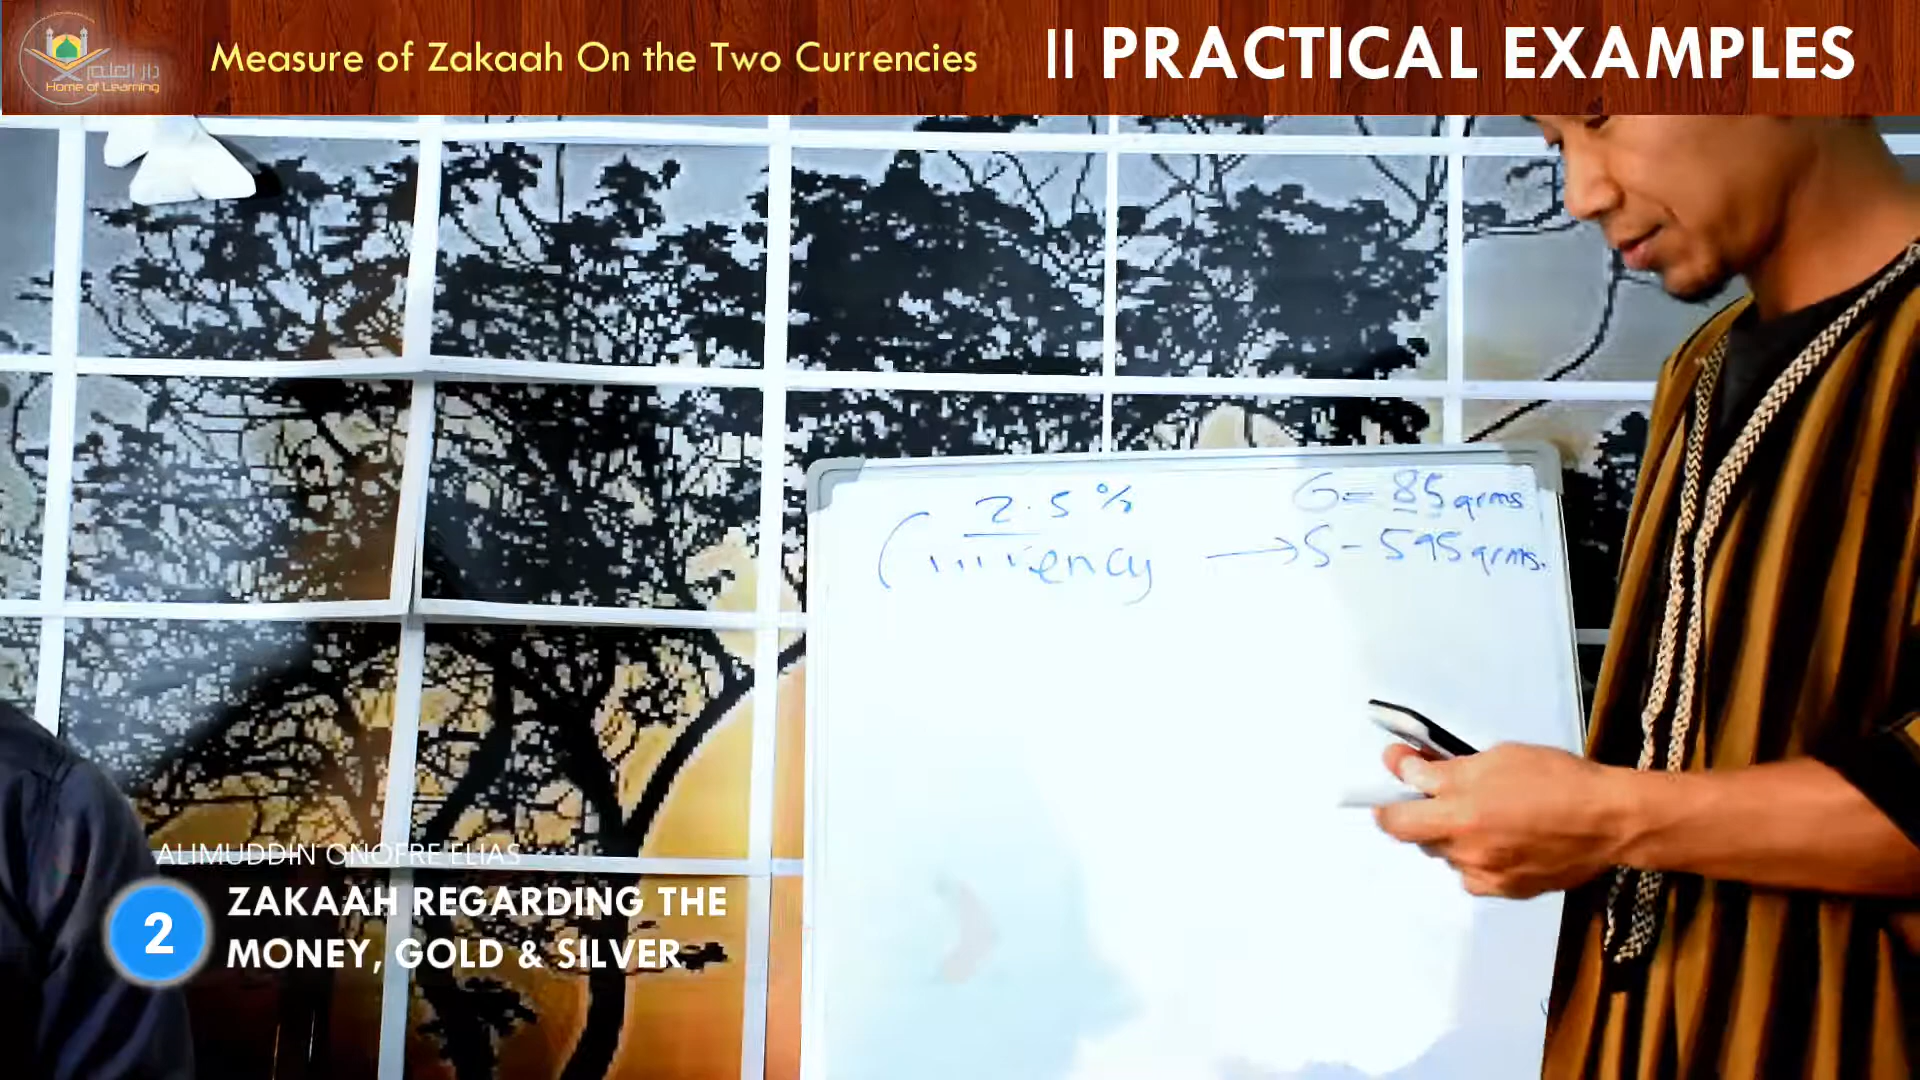 Measure of Zakaah On the Two Currencies
|| PRACTICAL EXAMPLES
دار العلم
Home of Learning
2.5%
Currency → S - 595 grms.
G = 85 grms
ALIMUDDIN ONOFRE ELIAS
2
ZAKAAH REGARDING THE
MONEY, GOLD & SILVER